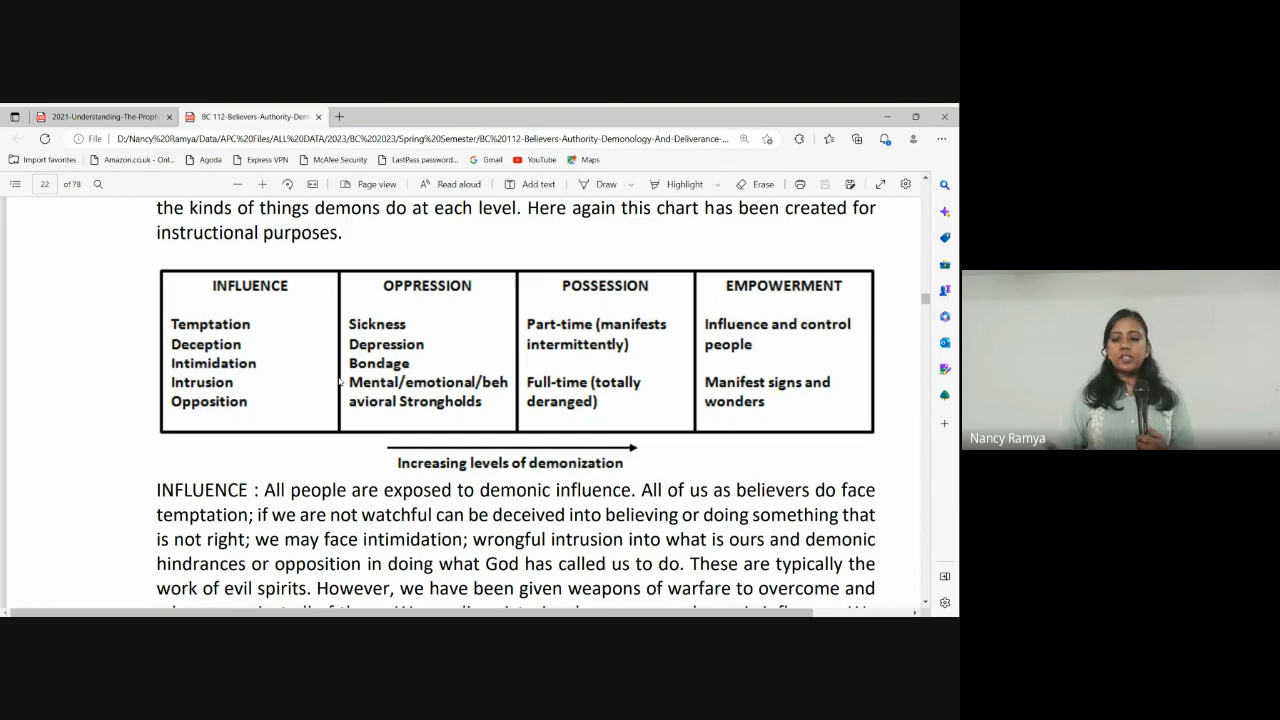 2021-Understanding-The-Proph
BC 112-Believers-Authority-Dem
File
D:/Nancy%20Ramya/Data/APC%20Files/ALL%20DATA/2023/BC%202023/Spring%20Semester/BC%20112-Believers-Authority-Demonology-And-Deliverance-...
Import favorites
Amazon.co.uk - Onl...
Agoda
Express VPN
McAfee Security
LastPass password...
Gmail
YouTube
Maps
22 of 78
Page view
Read aloud
Add text
Draw
Highlight
Erase
the kinds of things demons do at each level. Here again this chart has been created for
instructional purposes.
INFLUENCE
Temptation
Deception
Intimidation
Intrusion
Opposition
OPPRESSION
Sickness
Depression
Bondage
Mental/emotional/beh
avioral Strongholds
POSSESSION
Part-time (manifests
intermittently)
Full-time (totally
deranged)
EMPOWERMENT
Influence and control
people
Manifest signs and
wonders
Increasing levels of demonization
INFLUENCE : All people are exposed to demonic influence. All of us as believers do face
temptation; if we are not watchful can be deceived into believing or doing something that
is not right; we may face intimidation; wrongful intrusion into what is ours and demonic
hindrances or opposition in doing what God has called us to do. These are typically the
work of evil spirits. However, we have been given weapons of warfare to overcome and
Nancy Ramya